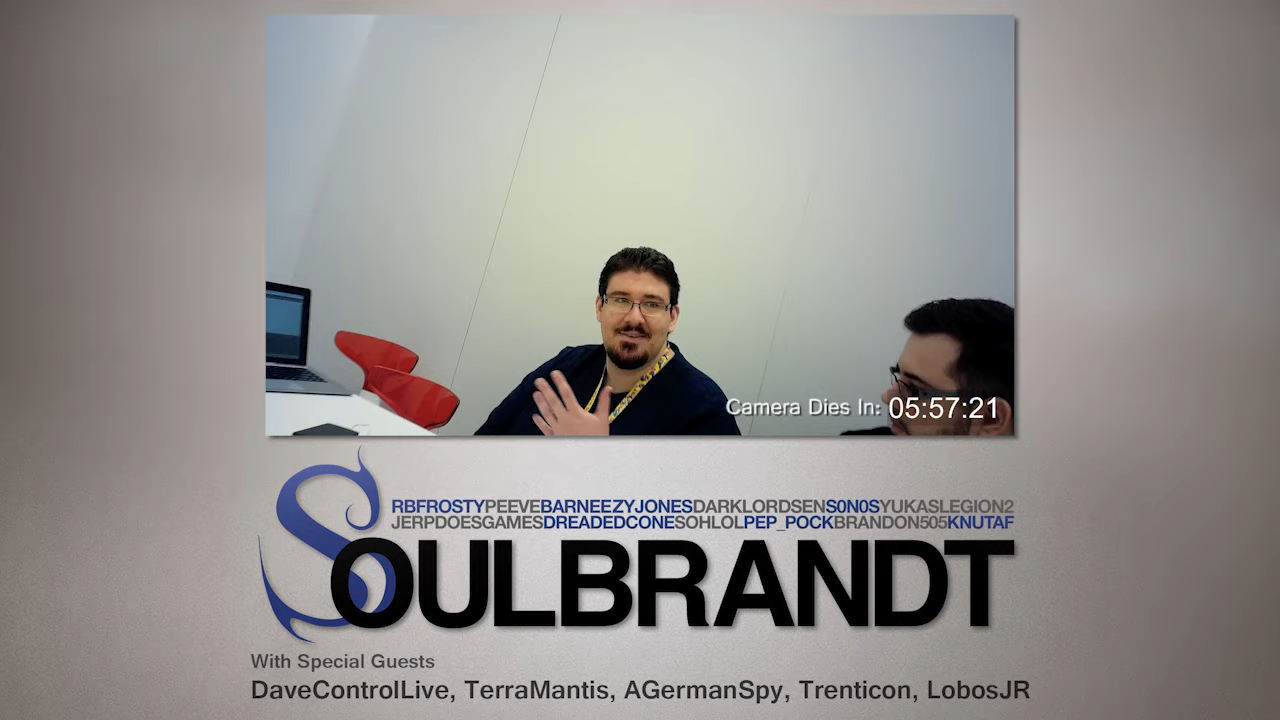 Camera Dies In: 05:57:21
RBFROSTYPEEVEBARNEEZYJONESDARKLORDSENS0N0SYUKASLEGION2
JERPDOESGAMESDREADEDCONESOHLOLPEP_POCKBRANDON505KNUTAF
SOULBRANDT
With Special Guests
DaveControlLive, TerraMantis, AGermanSpy, Trenticon, LobosJR